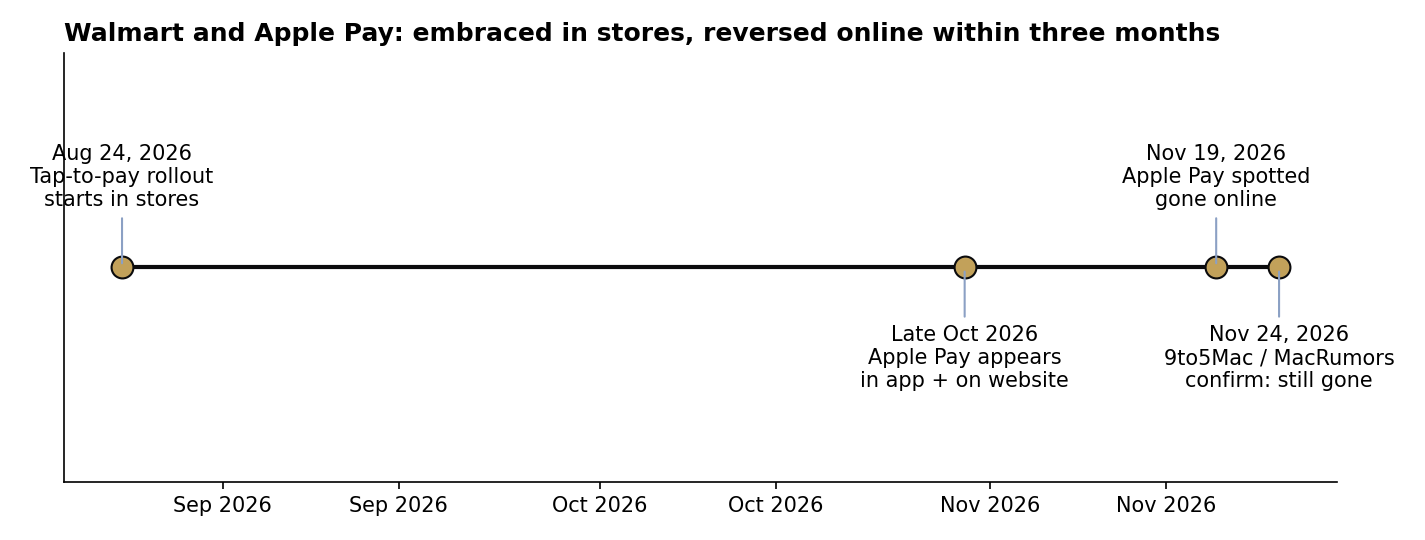 Walmart and Apple Pay: embraced in stores, reversed online within three months
Aug 24, 2026
Tap-to-pay rollout
starts in stores
Nov 19, 2026
Apple Pay spotted
gone online
Late Oct 2026
Apple Pay appears
in app + on website
Nov 24, 2026
9to5Mac / MacRumors
confirm: still gone
Sep 2026
Sep 2026
Oct 2026
Oct 2026
Nov 2026
Nov 2026